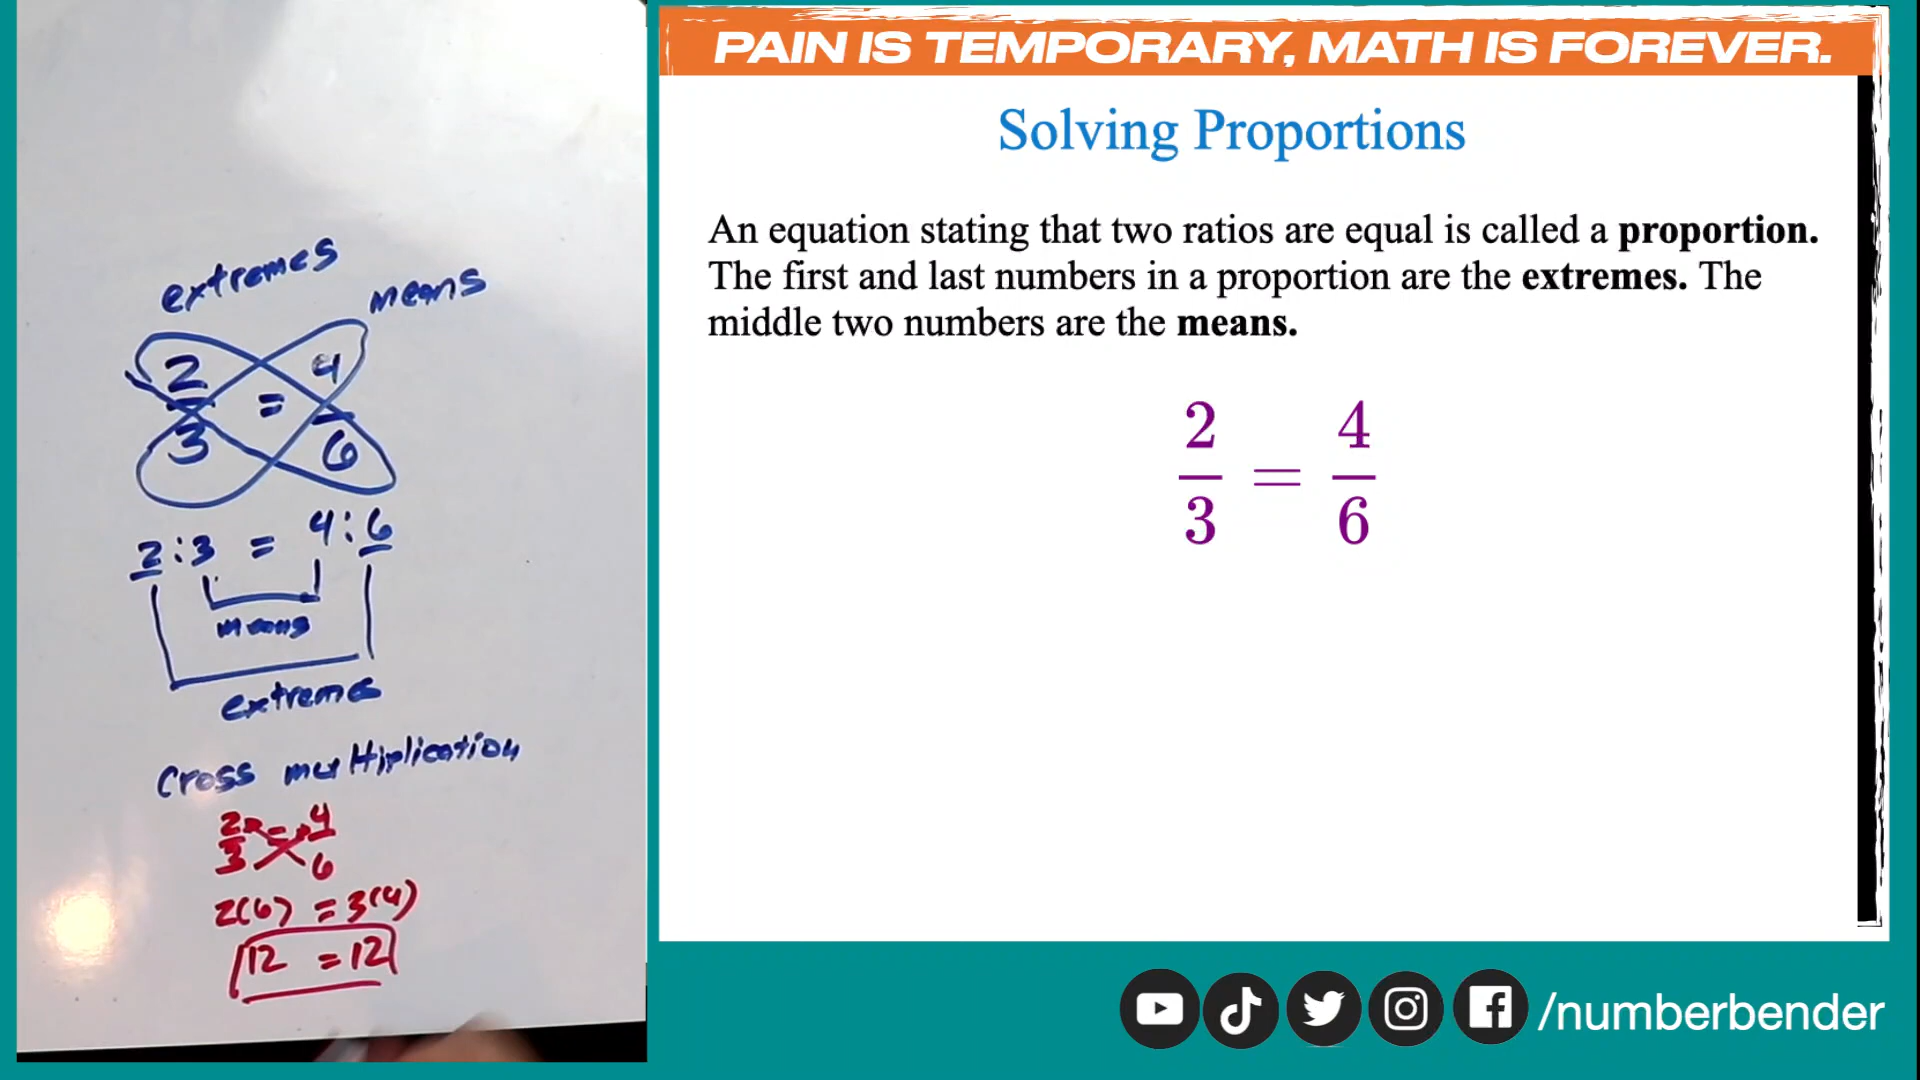 extremes
means
2/3 = 4/6
2:3 = 4:6
means
extremes
Cross multiplication
2/3 = 4/6
2(6) = 3(4)
12 = 12
PAIN IS TEMPORARY, MATH IS FOREVER.
Solving Proportions
An equation stating that two ratios are equal is called a proportion.
The first and last numbers in a proportion are the extremes. The
middle two numbers are the means.
2/3 = 4/6
/numberbender